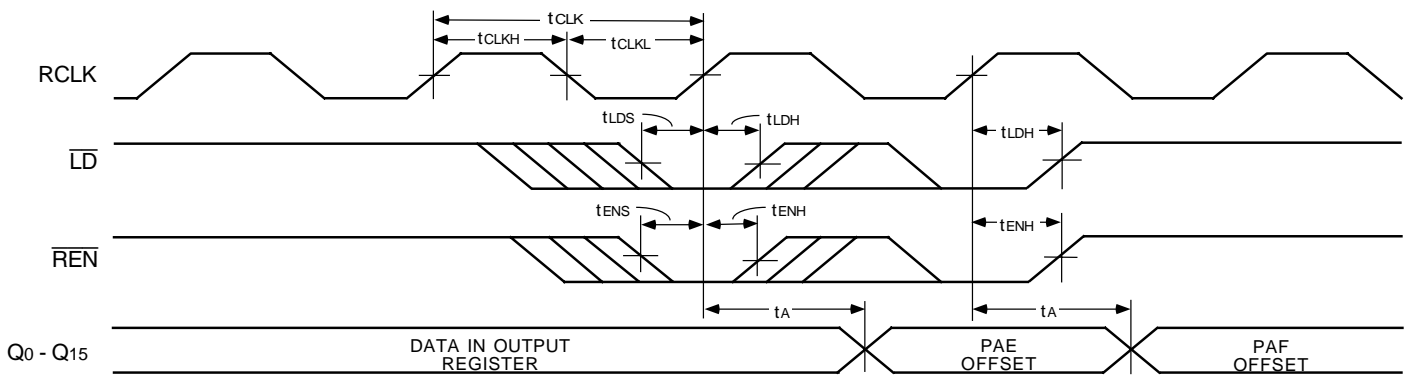 tCLK
tCLKH
tCLKL
RCLK
tLDS
tLDH
tLDH
LD
tENS
tENH
tENH
REN
tA
tA
Q0 - Q15
DATA IN OUTPUT
REGISTER
PAE
OFFSET
PAF
OFFSET